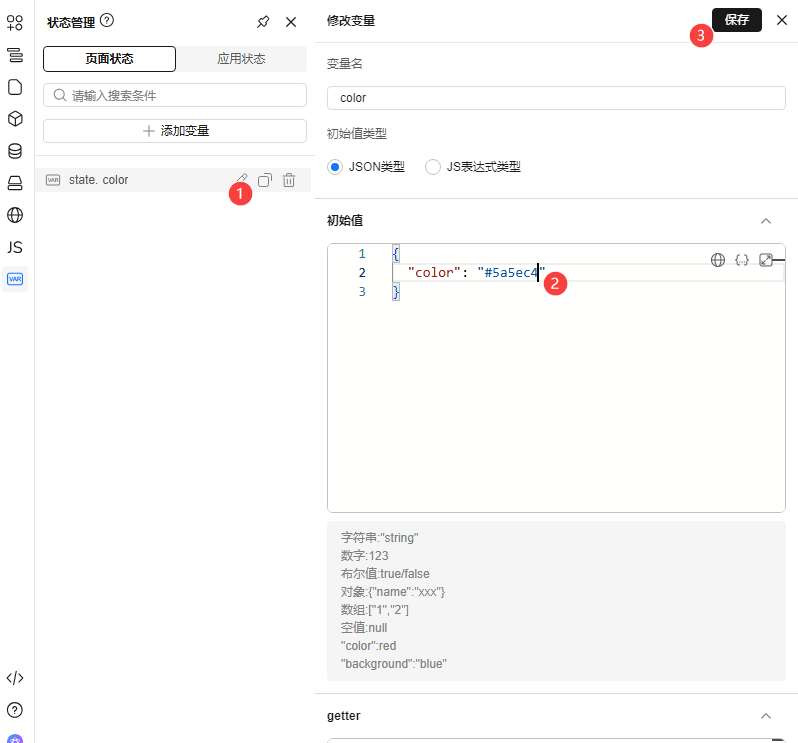 状态管理
页面状态
应用状态
请输入搜索条件
添加变量
VAR
state. color
1
JS
VAR
修改变量
保存
3
变量名
color
初始值类型
JSON类型
JS表达式类型
初始值
1 {
2 "color": "#5a5ec4"
2
3 }
字符串:"string"
数字:123
布尔值:true/false
对象:{"name":"xxx"}
数组:["1","2"]
空值:null
"color":red
"background":"blue"
getter